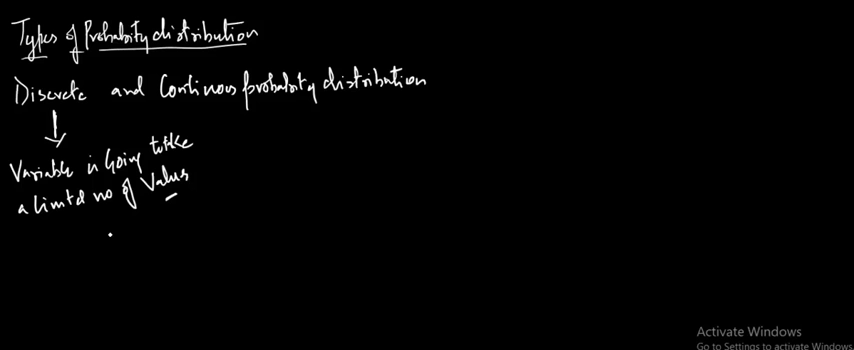 Types of Probability distribution
Discrete and Continous probability distribution
Variable is Going to take
a limited no of Values
Activate Windows
Go to Settings to activate Windows.